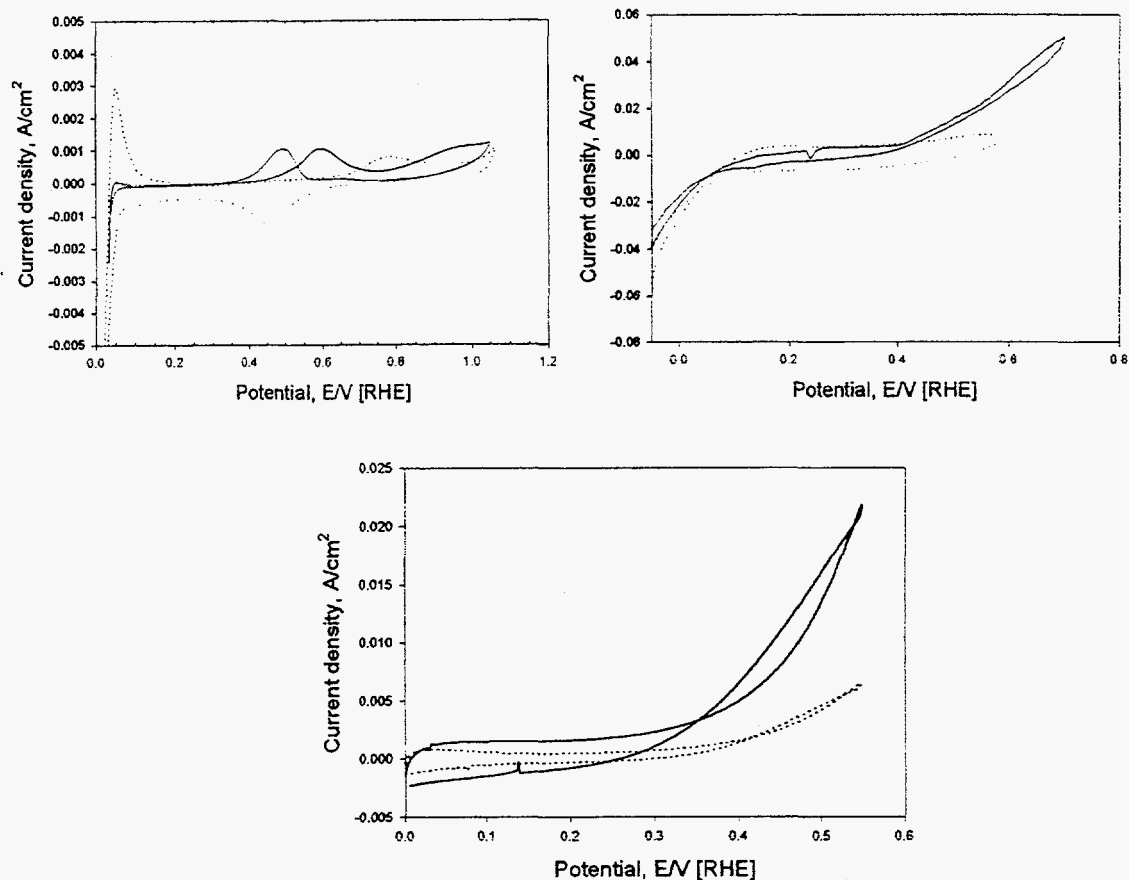 0.005
0.004
0.003
0.002
0.001
0.000
-0.001
-0.002
-0.003
-0.004
-0.005
Current density, A/cm²
0.0 0.2 0.4 0.6 0.8 1.0 1.2
Potential, E/V [RHE]
0.06
0.04
0.02
0.00
-0.02
-0.04
-0.06
-0.08
Current density, A/cm²
0.0 0.2 0.4 0.6 0.8
Potential, E/V [RHE]
0.025
0.020
0.015
0.010
0.005
0.000
-0.005
Current density, A/cm²
0.0 0.1 0.2 0.3 0.4 0.5 0.6
Potential, E/V [RHE]